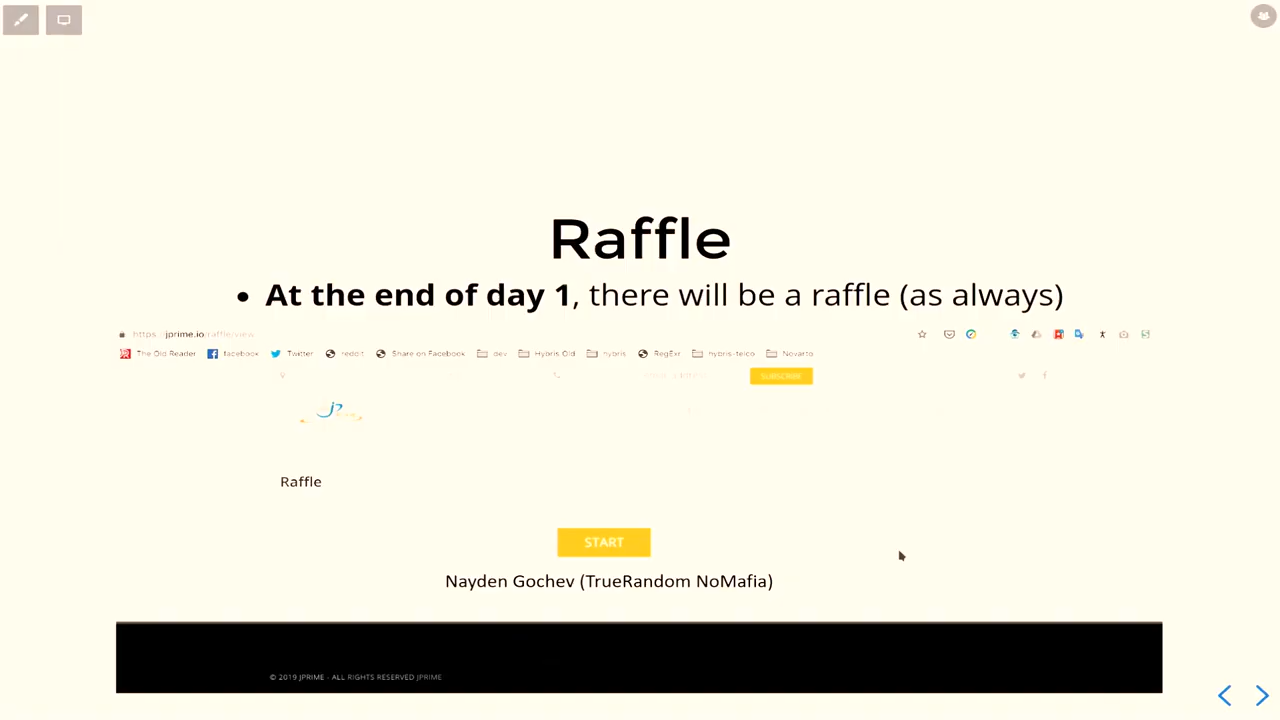 Raffle
• At the end of day 1, there will be a raffle (as always)
https://jprime.io/raffle/view
The Old Reader facebook Twitter reddit Share on Facebook dev Hybris Old hybris RegExr hybris-telco Novarto
SUBSCRIBE
jP
Raffle
START
Nayden Gochev (TrueRandom NoMafia)
© 2019 JPRIME - ALL RIGHTS RESERVED JPRIME